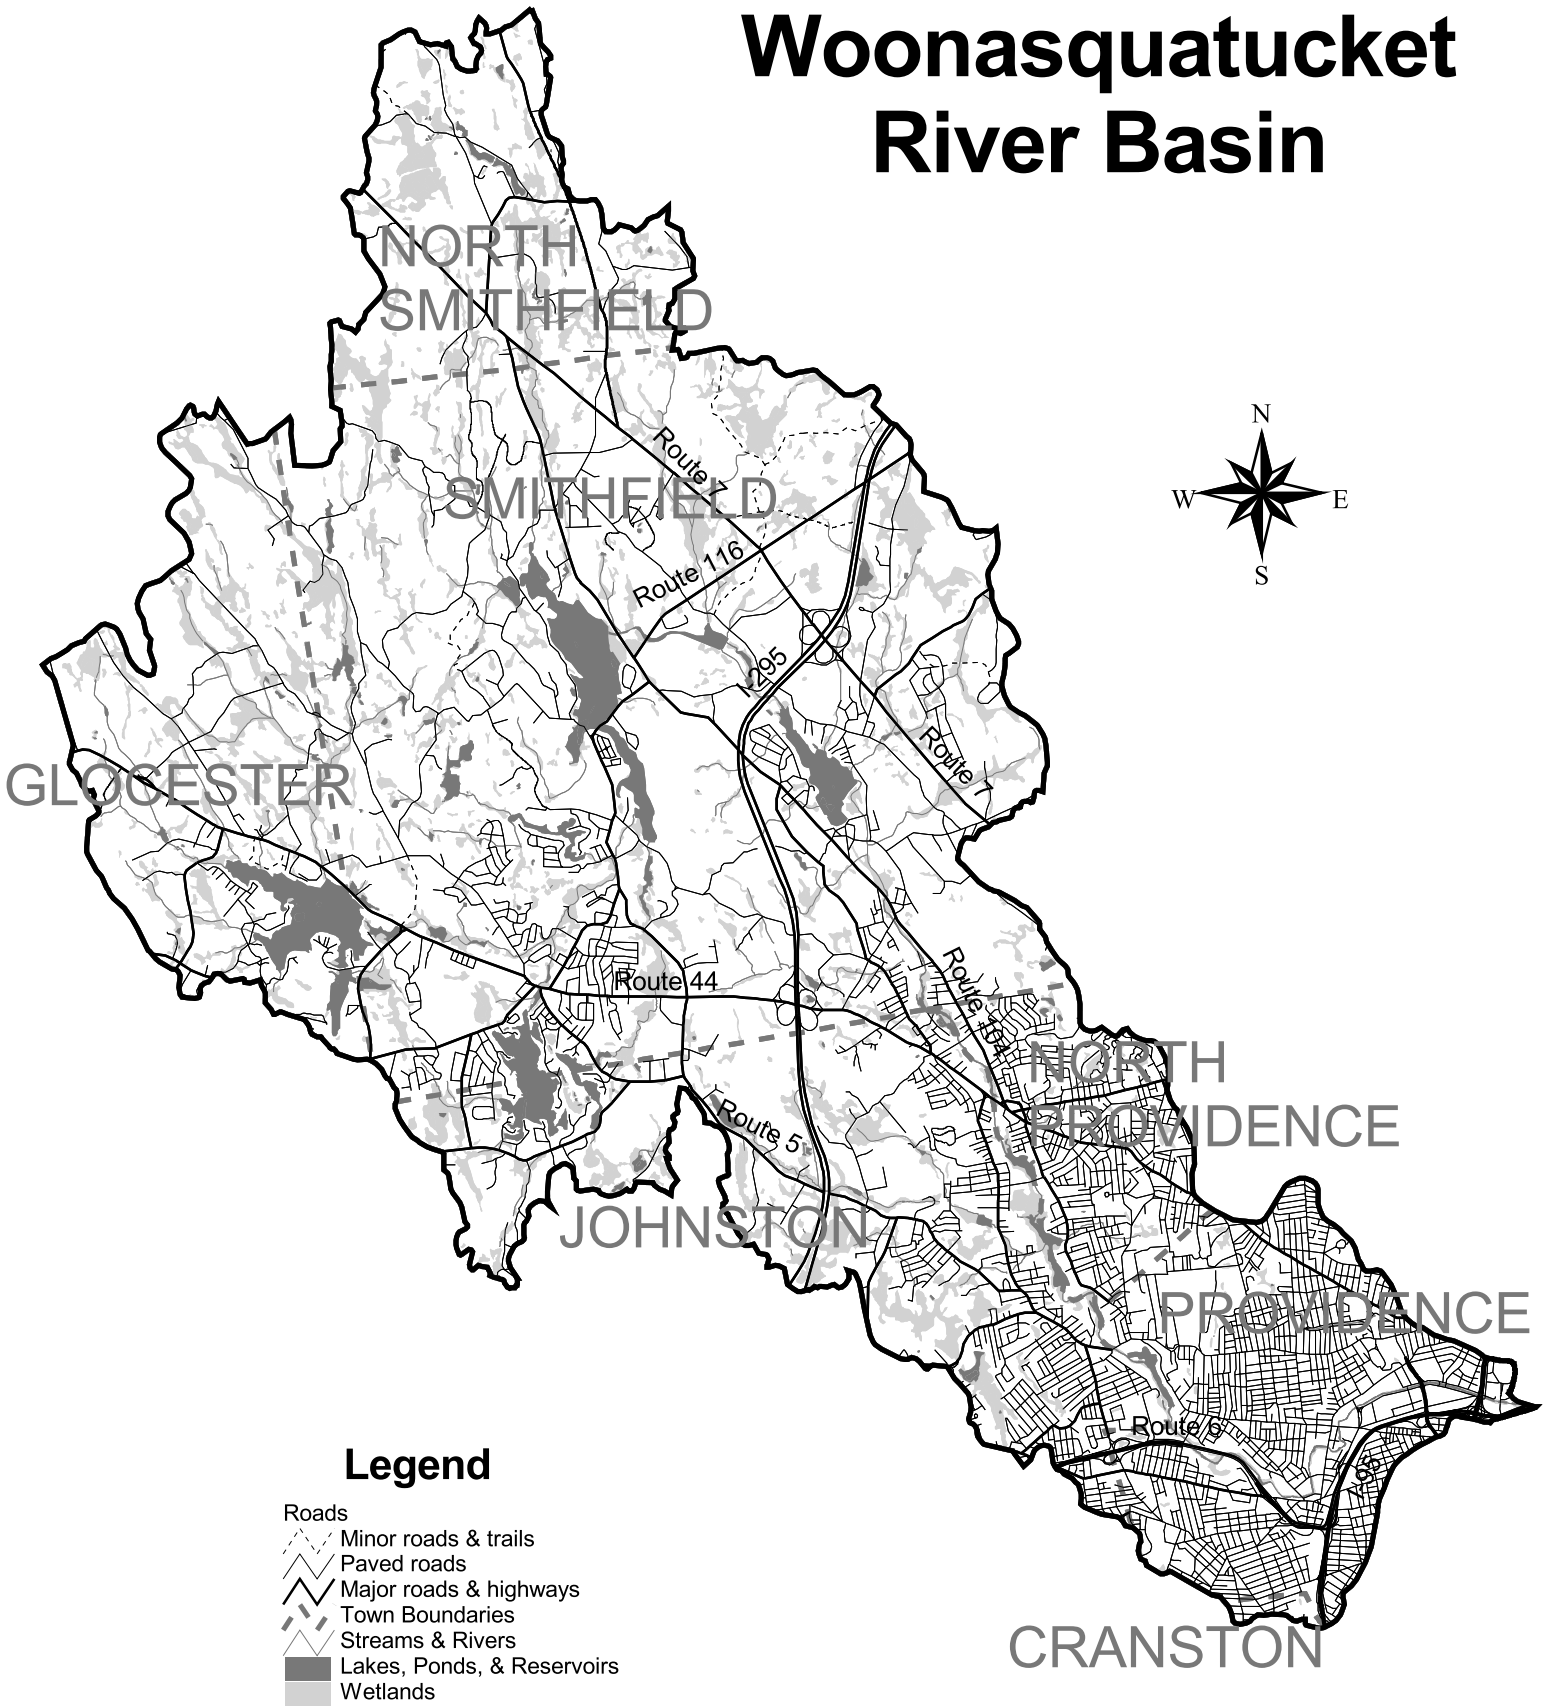 Woonasquatucket
River Basin
NORTH
SMITHFIELD
N
W
E
S
Route 7
SMITHFIELD
Route 116
I-295
Route 7
GLOCESTER
Route 44
Route 104
NORTH
PROVIDENCE
Route 5
JOHNSTON
PROVIDENCE
Route 6
I-95
CRANSTON
Legend
Roads
Minor roads & trails
Paved roads
Major roads & highways
Town Boundaries
Streams & Rivers
Lakes, Ponds, & Reservoirs
Wetlands